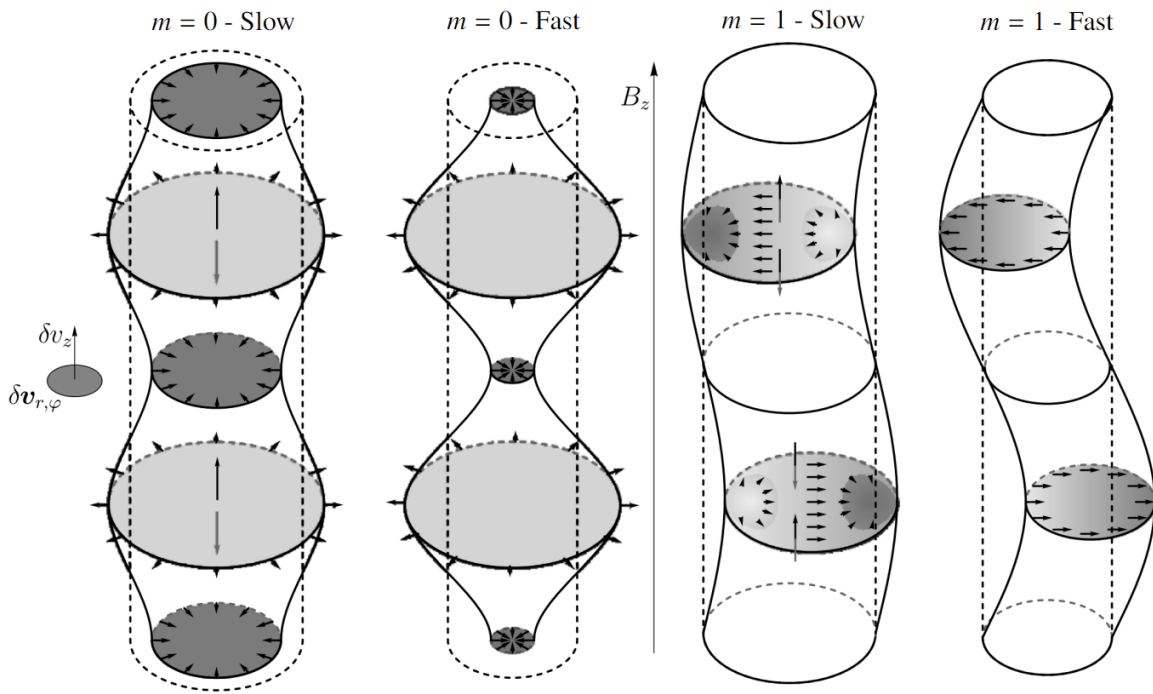 m = 0 - Slow
m = 0 - Fast
m = 1 - Slow
m = 1 - Fast
B_z
δv_z
δv_{r,φ}